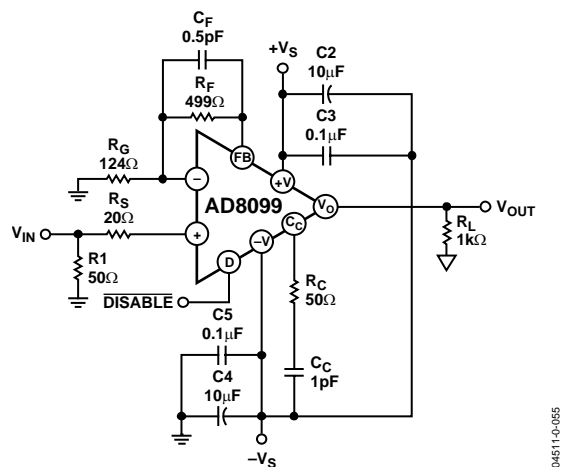 CF
0.5pF
RF
499Ω
+VS
C2
10μF
C3
0.1μF
RG
124Ω
RS
20Ω
VIN
R1
50Ω
−
+
FB
+V
AD8099
VO
CC
−V
D
VOUT
RL
1kΩ
DISABLE
RC
50Ω
C5
0.1μF
C4
10μF
CC
1pF
−VS
04511-0-055